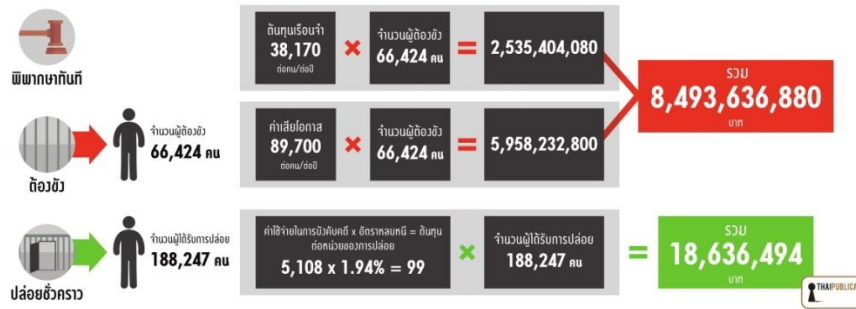 พิพากษาทันที
ต้นทุนเรือนจำ
38,170
ต่อคน/ต่อปี
×
จำนวนผู้ต้องขัง
66,424 คน
=
2,535,404,080
รวม
8,493,636,880
บาท
ต้องขัง
จำนวนผู้ต้องขัง
66,424 คน
ค่าเสียโอกาส
89,700
ต่อคน/ต่อปี
×
จำนวนผู้ต้องขัง
66,424 คน
=
5,958,232,800
ปล่อยชั่วคราว
จำนวนผู้ได้รับการปล่อย
188,247 คน
ค่าใช้จ่ายในการบังคับคดี x อัตราหลบหนี = ต้นทุน
ต่อหน่วยของการปล่อย
5,108 x 1.94% = 99
×
จำนวนผู้ได้รับการปล่อย
188,247 คน
=
รวม
18,636,494
บาท
THAIPUBLICA